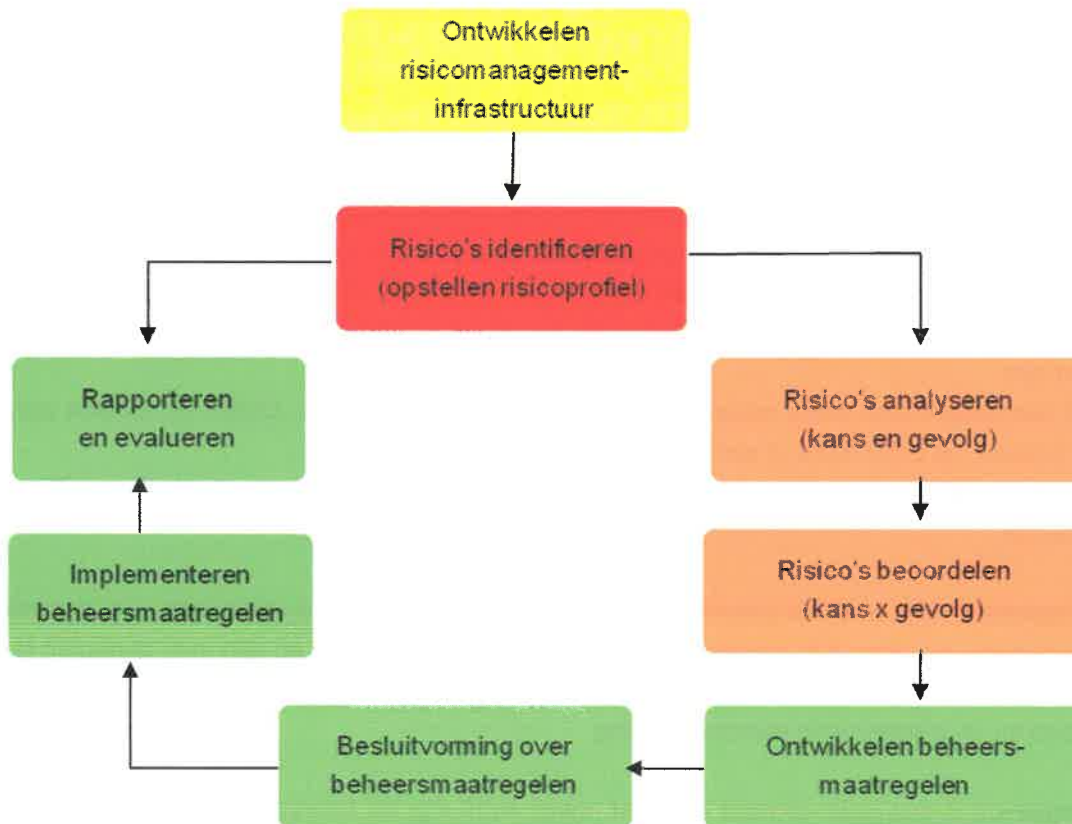 Ontwikkelen
risicomanagement-
infrastructuur
Risico's identificeren
(opstellen risicoprofiel)
Rapporteren
en evalueren
Risico's analyseren
(kans en gevolg)
Implementeren
beheersmaatregelen
Risico's beoordelen
(kans x gevolg)
Besluitvorming over
beheersmaatregelen
Ontwikkelen beheers-
maatregelen